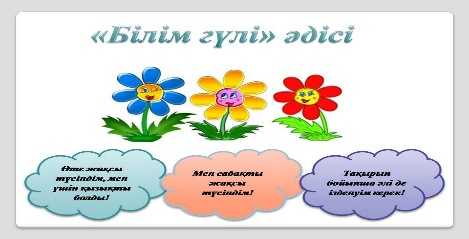 «Білім гүлі» әдісі
Өте жақсы
түсіндім, мен
үшін қызықты
болды!
Мен сабақты
жақсы
түсіндім!
Тақырып
бойынша әлі де
ізденуім керек!